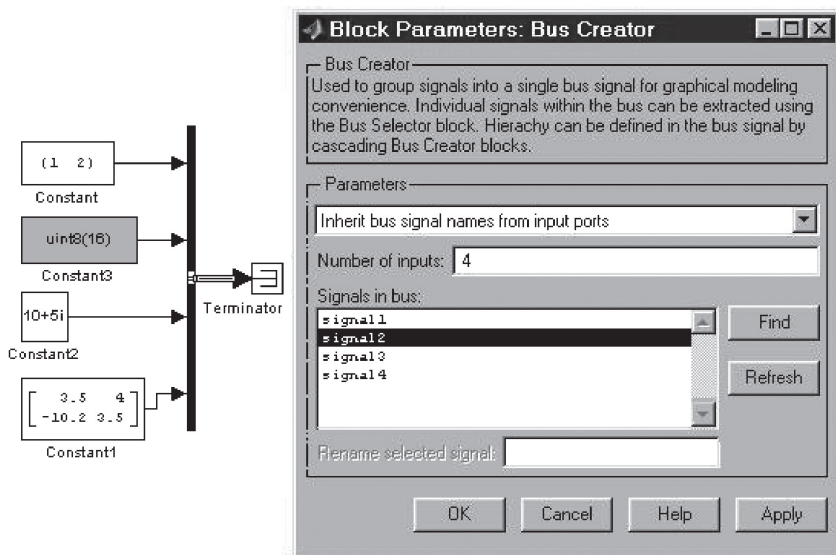 (1 2)
Constant
uint8(16)
Constant3
10+5i
Constant2
3.5 4
-10.2 3.5
Constant1
Terminator
Block Parameters: Bus Creator
Bus Creator
Used to group signals into a single bus signal for graphical modeling
convenience. Individual signals within the bus can be extracted using
the Bus Selector block. Hierachy can be defined in the bus signal by
cascading Bus Creator blocks.
Parameters
Inherit bus signal names from input ports
Number of inputs: 4
Signals in bus:
signal1
signal2
signal3
signal4
Find
Refresh
Rename selected signal:
OK Cancel Help Apply